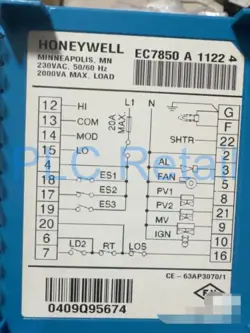 HONEYWELL
MINNEAPOLIS, MN
230VAC, 50/60 Hz
2000VA MAX. LOAD
EC7850 A 1122 4
12 HI
13 COM
14 MOD
15 LO
18 ES1
17 ES2
19 ES3
20
6
7
L1
N
20A
MAX.
SHTR
AL
FAN
PV1
PV2
MV
IGN
LD2
RT
LOS
G
F
22
3
4
5
8
21
9
10
16
CE - 63AP3070/1
0409Q95674
PLC Retail